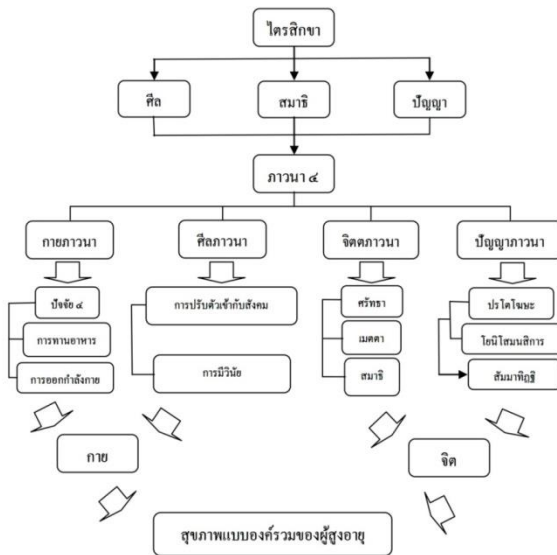 ไตรสิกขา
ศีล
สมาธิ
ปัญญา
ภาวนา ๔
กายภาวนา
ศีลภาวนา
จิตตภาวนา
ปัญญาภาวนา
ปัจจัย ๔
การปรับตัวเข้ากับสังคม
ศรัทธา
ปรโตโฆษะ
การทานอาหาร
เมตตา
โยนิโสมนสิการ
การออกกำลังกาย
การมีวินัย
สมาธิ
สัมมาทิฏฐิ
กาย
จิต
สุขภาพแบบองค์รวมของผู้สูงอายุ